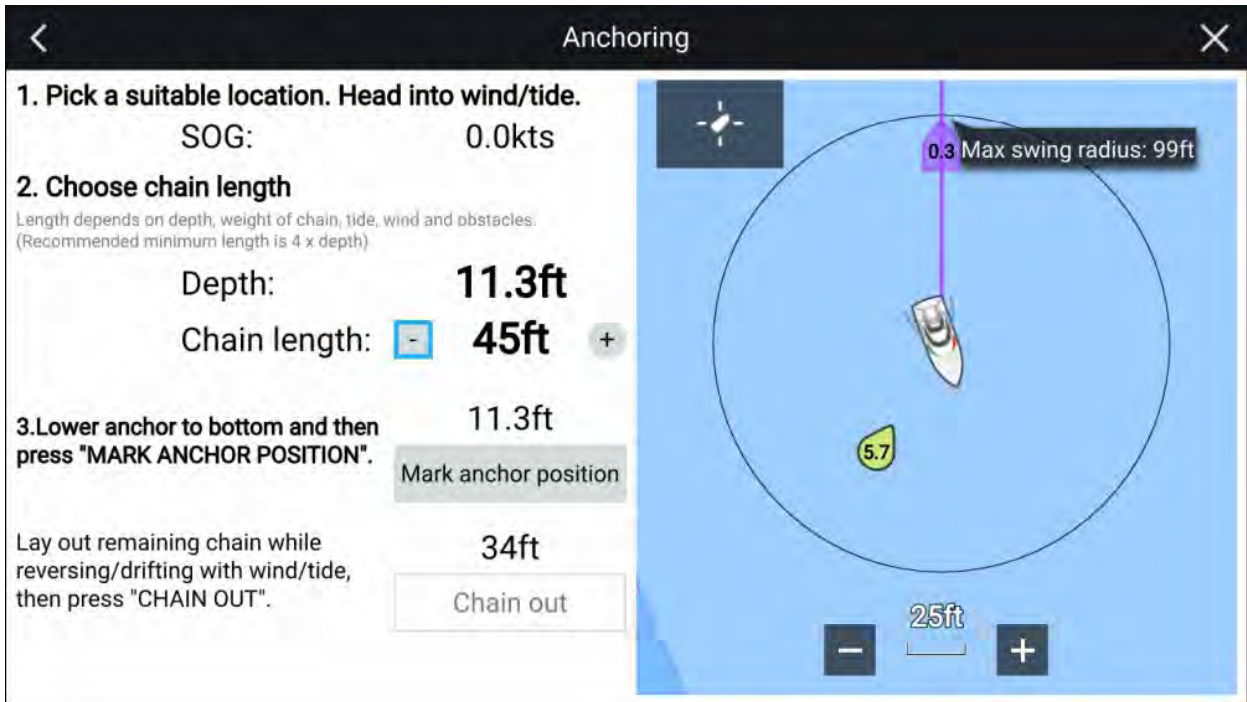 Anchoring
1. Pick a suitable location. Head into wind/tide.
SOG: 0.0kts
2. Choose chain length
Length depends on depth, weight of chain, tide, wind and obstacles.
(Recommended minimum length is 4 x depth)
Depth: 11.3ft
Chain length: - 45ft +
3.Lower anchor to bottom and then
press "MARK ANCHOR POSITION".
11.3ft
Mark anchor position
Lay out remaining chain while
reversing/drifting with wind/tide,
then press "CHAIN OUT".
34ft
Chain out
0.3 Max swing radius: 99ft
5.7
25ft
- +